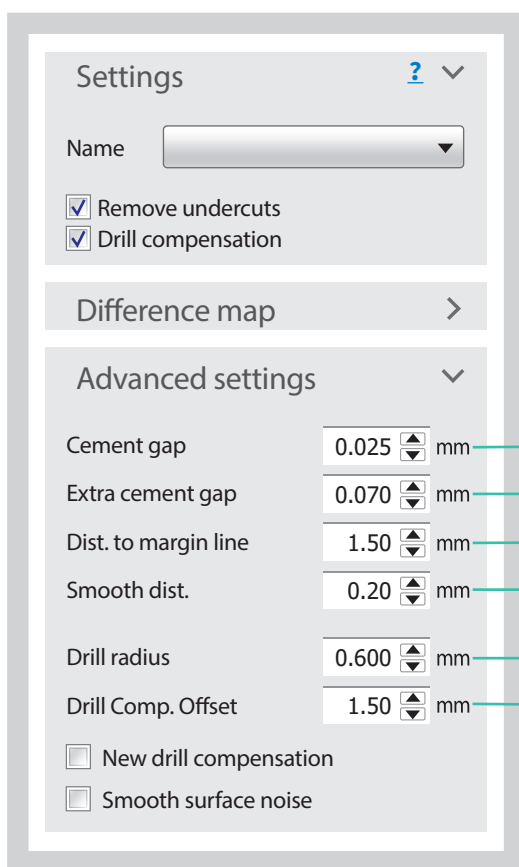 Settings ?
Name
Remove undercuts
Drill compensation
Difference map
Advanced settings
Cement gap 0.025 mm
Extra cement gap 0.070 mm
Dist. to margin line 1.50 mm
Smooth dist. 0.20 mm
Drill radius 0.600 mm
Drill Comp. Offset 1.50 mm
New drill compensation
Smooth surface noise